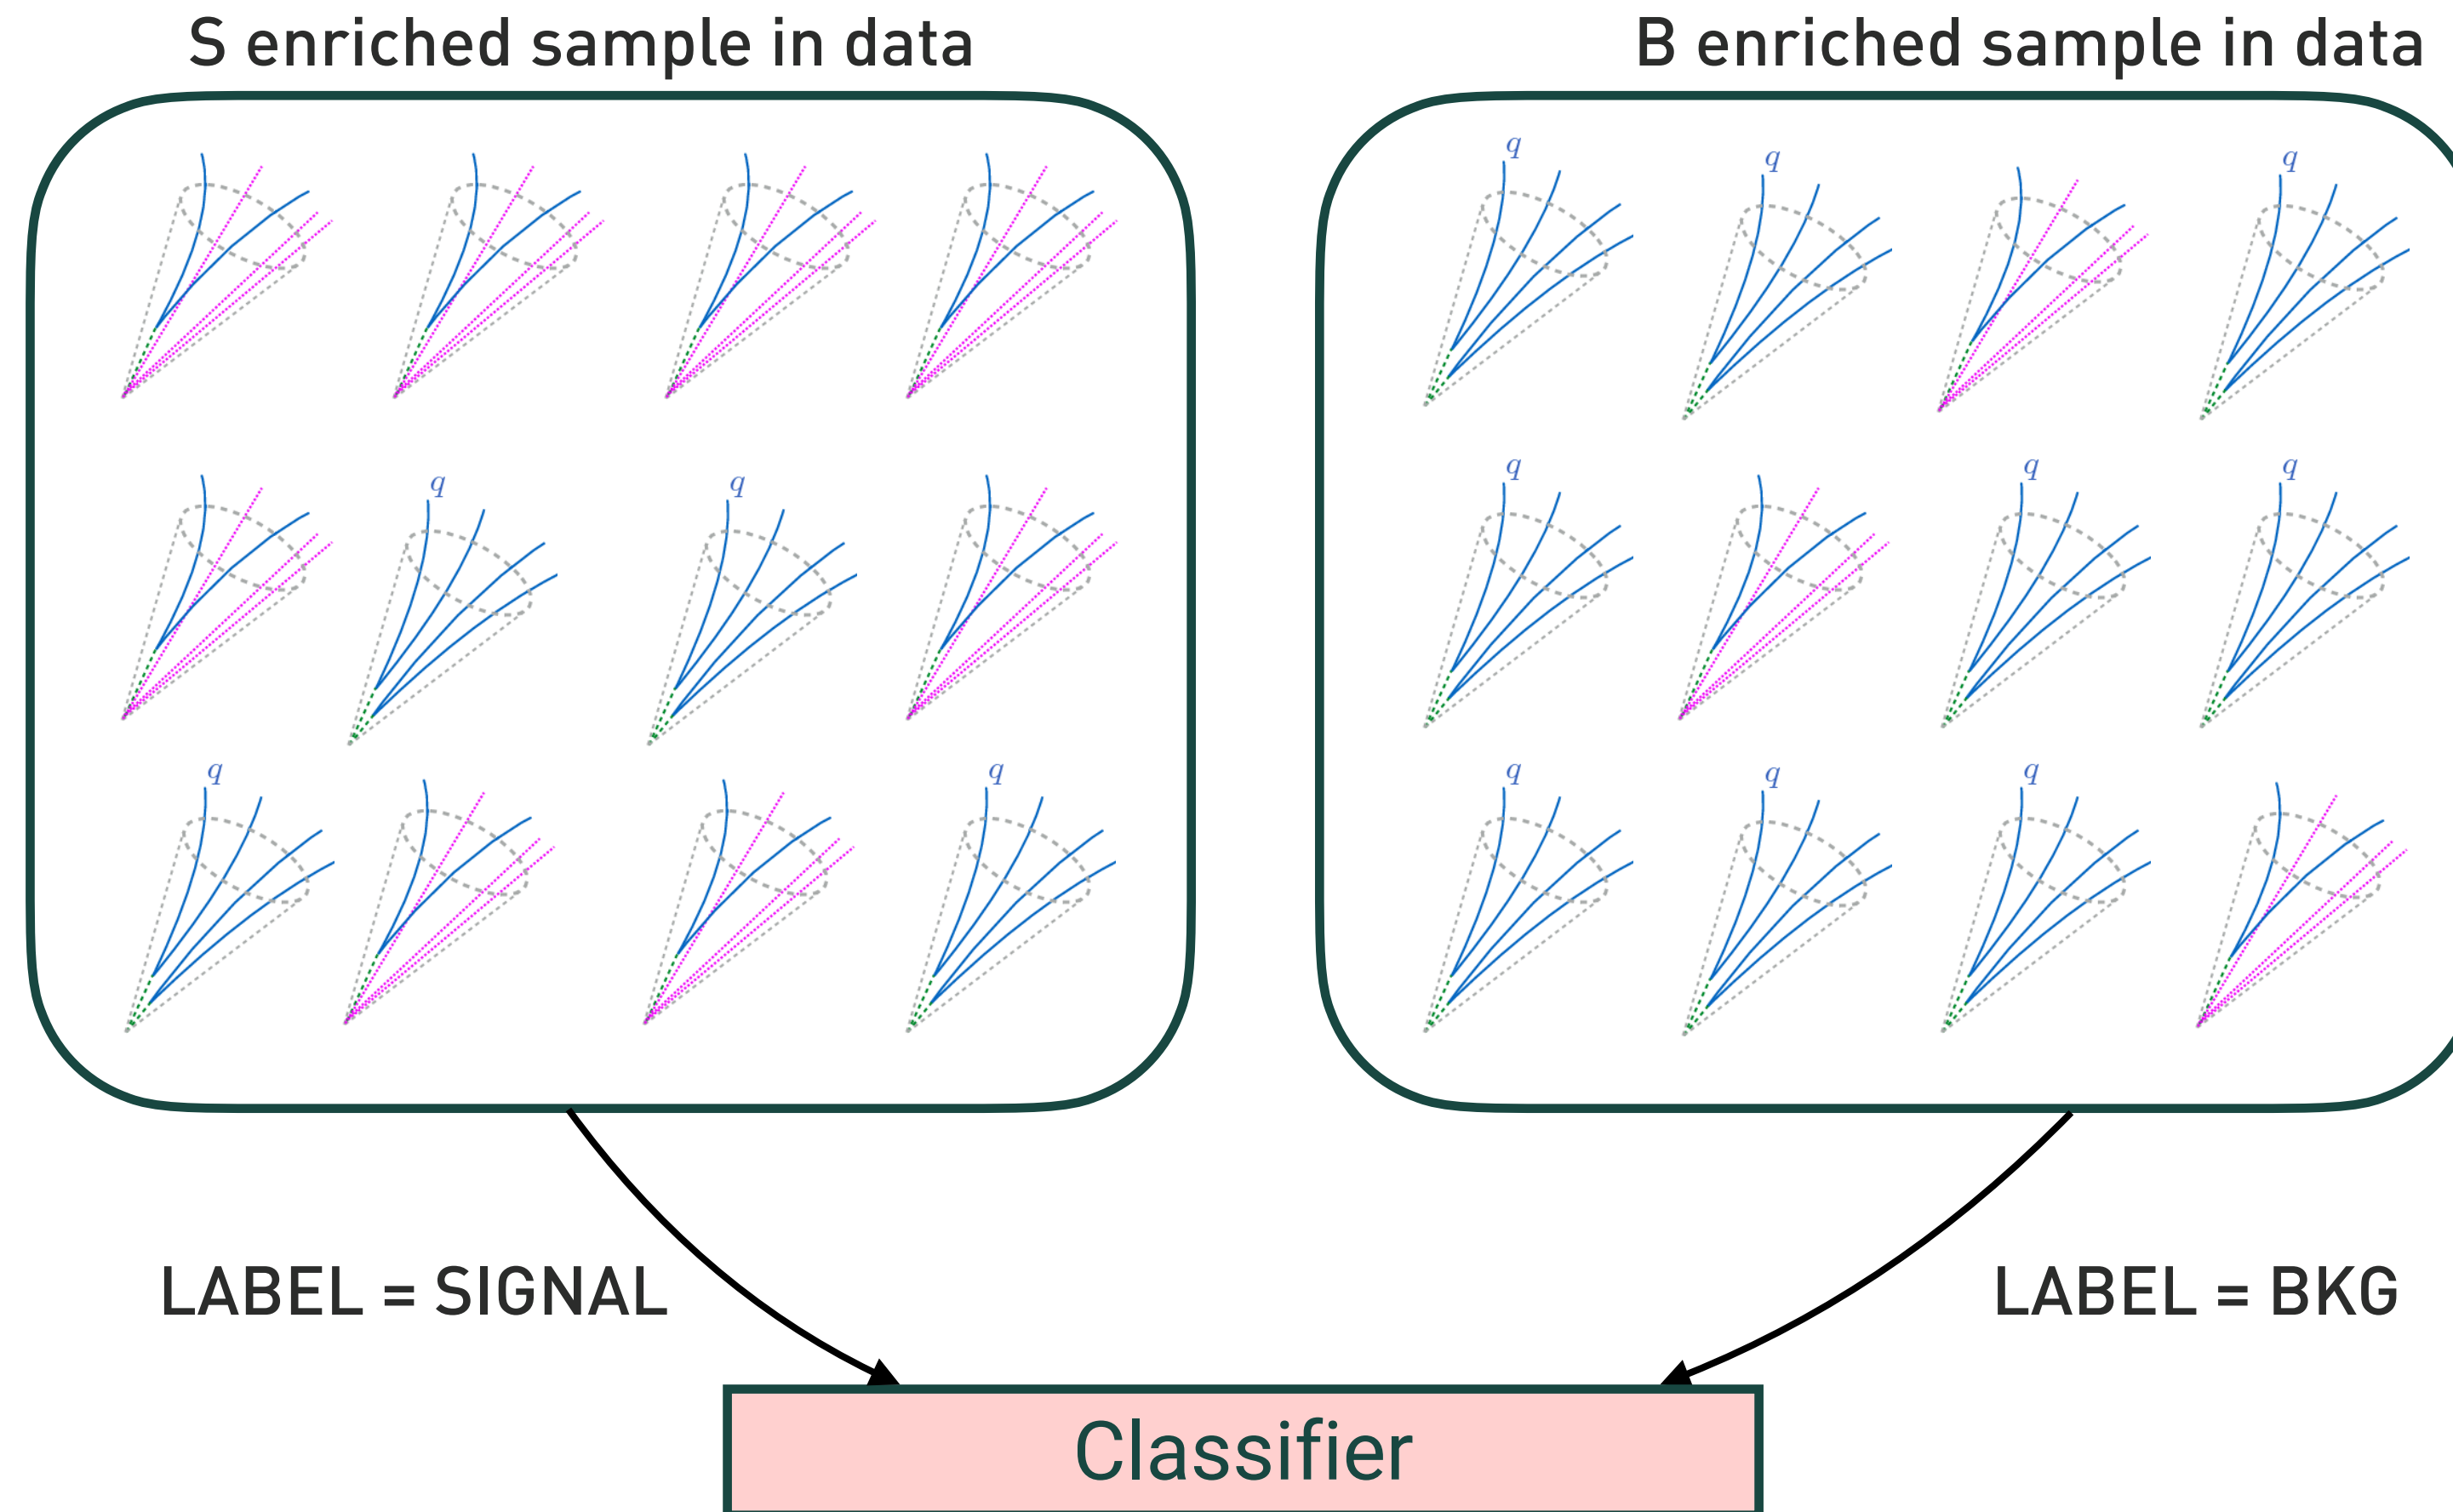 S enriched sample in data
B enriched sample in data
q
q
q
q
q
q
q
q
q
q
q
q
q
LABEL = SIGNAL
LABEL = BKG
Classifier